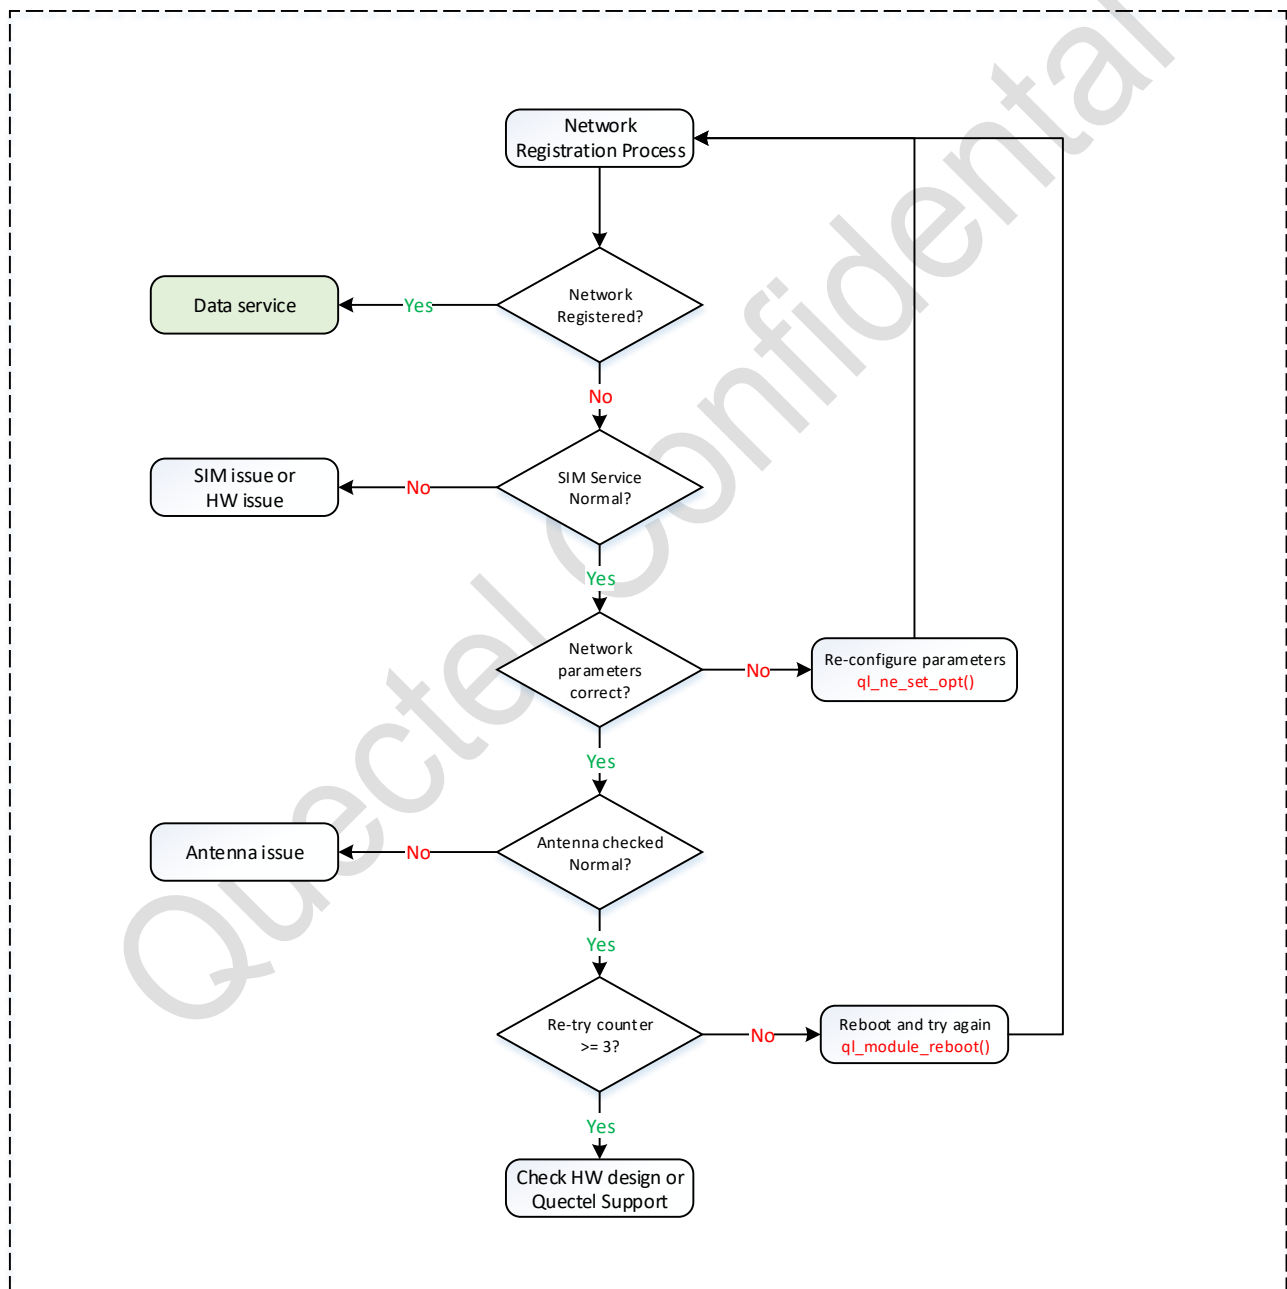 Network
Registration Process
Network
Registered?
Yes
Data service
No
SIM Service
Normal?
No
SIM issue or
HW issue
Yes
Network
parameters
correct?
No
Re-configure parameters
ql_ne_set_opt()
Yes
Antenna checked
Normal?
No
Antenna issue
Yes
Re-try counter
>= 3?
No
Reboot and try again
ql_module_reboot()
Yes
Check HW design or
Quectel Support
Quectel Confidential